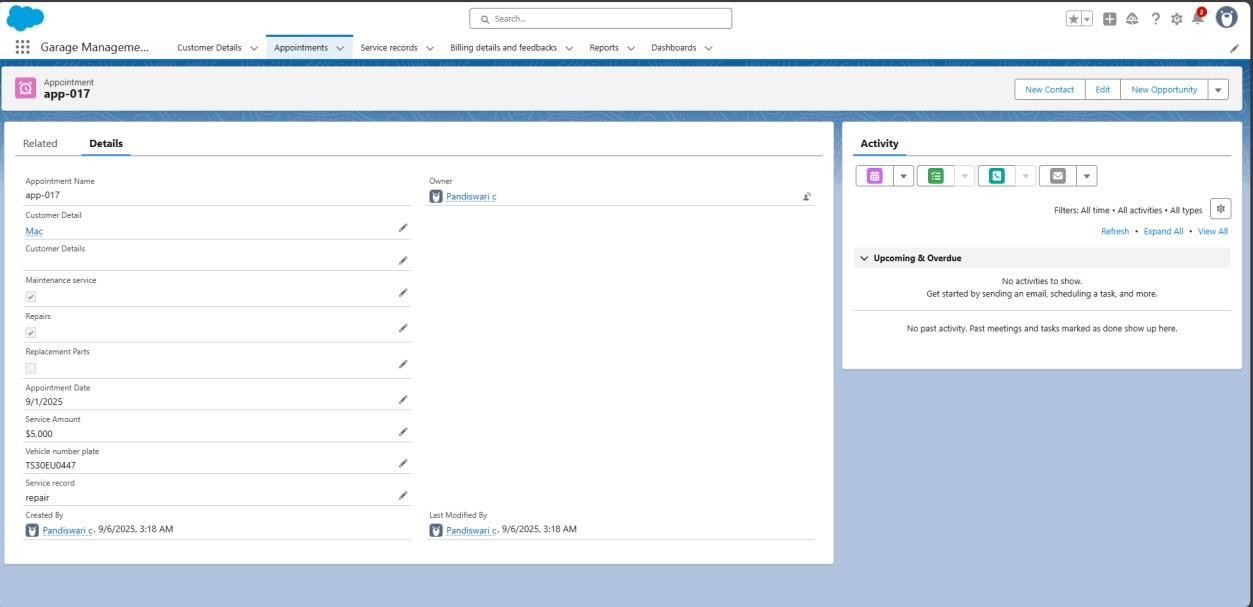 Search...
2
Garage Manageme...
Customer Details
Appointments
Service records
Billing details and feedbacks
Reports
Dashboards
Appointment
app-017
New Contact
Edit
New Opportunity
Related
Details
Appointment Name
app-017
Owner
Pandiswari c
Customer Detail
Mac
Customer Details
Maintenance service
Repairs
Replacement Parts
Appointment Date
9/1/2025
Service Amount
$5,000
Vehicle number plate
TS30EU0447
Service record
repair
Created By
Pandiswari c, 9/6/2025, 3:18 AM
Last Modified By
Pandiswari c, 9/6/2025, 3:18 AM
Activity
Filters: All time • All activities • All types
Refresh • Expand All • View All
Upcoming & Overdue
No activities to show.
Get started by sending an email, scheduling a task, and more.
No past activity. Past meetings and tasks marked as done show up here.